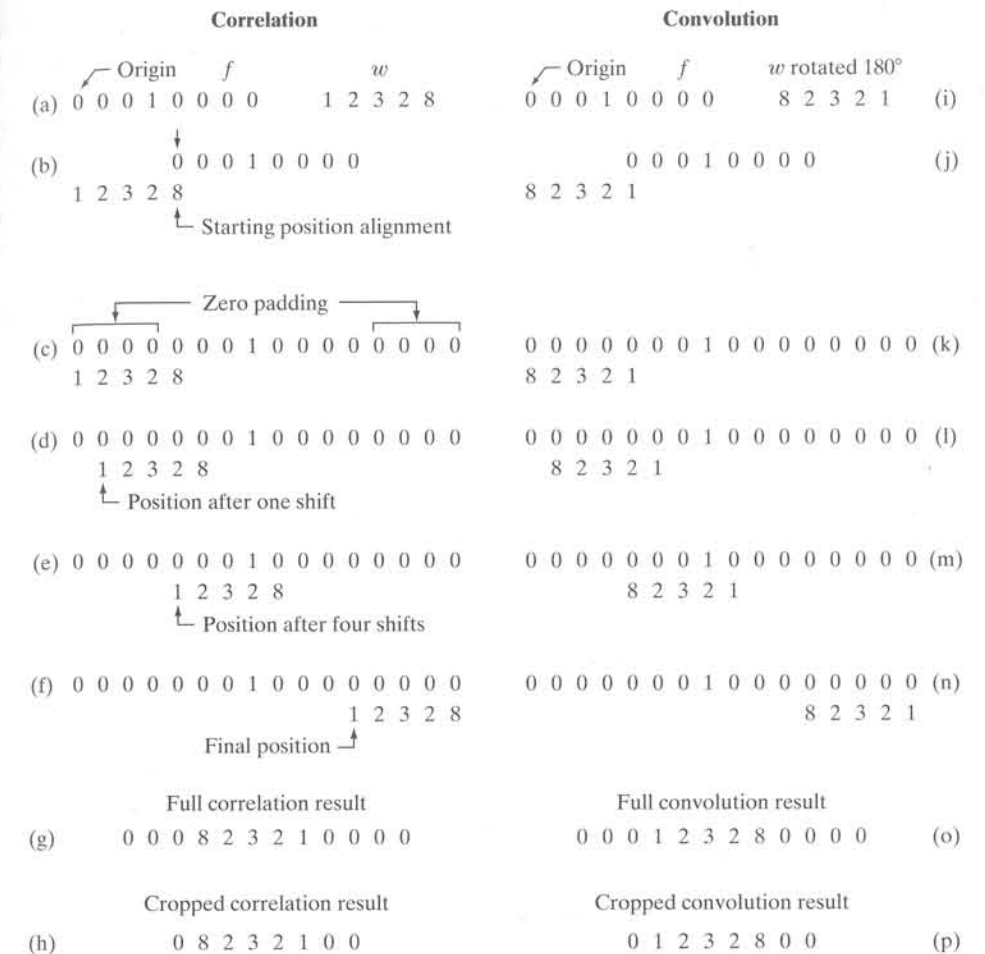 Correlation Convolution
Origin f w Origin f w rotated 180°
(a) 0 0 0 1 0 0 0 0 1 2 3 2 8 0 0 0 1 0 0 0 0 8 2 3 2 1 (i)
(b) 0 0 0 1 0 0 0 0 0 0 0 1 0 0 0 0 (j)
1 2 3 2 8 8 2 3 2 1
Starting position alignment
Zero padding
(c) 0 0 0 0 0 0 0 1 0 0 0 0 0 0 0 0 0 0 0 0 0 0 0 1 0 0 0 0 0 0 0 0 (k)
1 2 3 2 8 8 2 3 2 1
(d) 0 0 0 0 0 0 0 1 0 0 0 0 0 0 0 0 0 0 0 0 0 0 0 1 0 0 0 0 0 0 0 0 (l)
1 2 3 2 8 8 2 3 2 1
Position after one shift
(e) 0 0 0 0 0 0 0 1 0 0 0 0 0 0 0 0 0 0 0 0 0 0 0 1 0 0 0 0 0 0 0 0 (m)
1 2 3 2 8 8 2 3 2 1
Position after four shifts
(f) 0 0 0 0 0 0 0 1 0 0 0 0 0 0 0 0 0 0 0 0 0 0 0 1 0 0 0 0 0 0 0 0 (n)
1 2 3 2 8 8 2 3 2 1
Final position
Full correlation result Full convolution result
(g) 0 0 0 8 2 3 2 1 0 0 0 0 0 0 0 1 2 3 2 8 0 0 0 0 (o)
Cropped correlation result Cropped convolution result
(h) 0 8 2 3 2 1 0 0 0 1 2 3 2 8 0 0 (p)